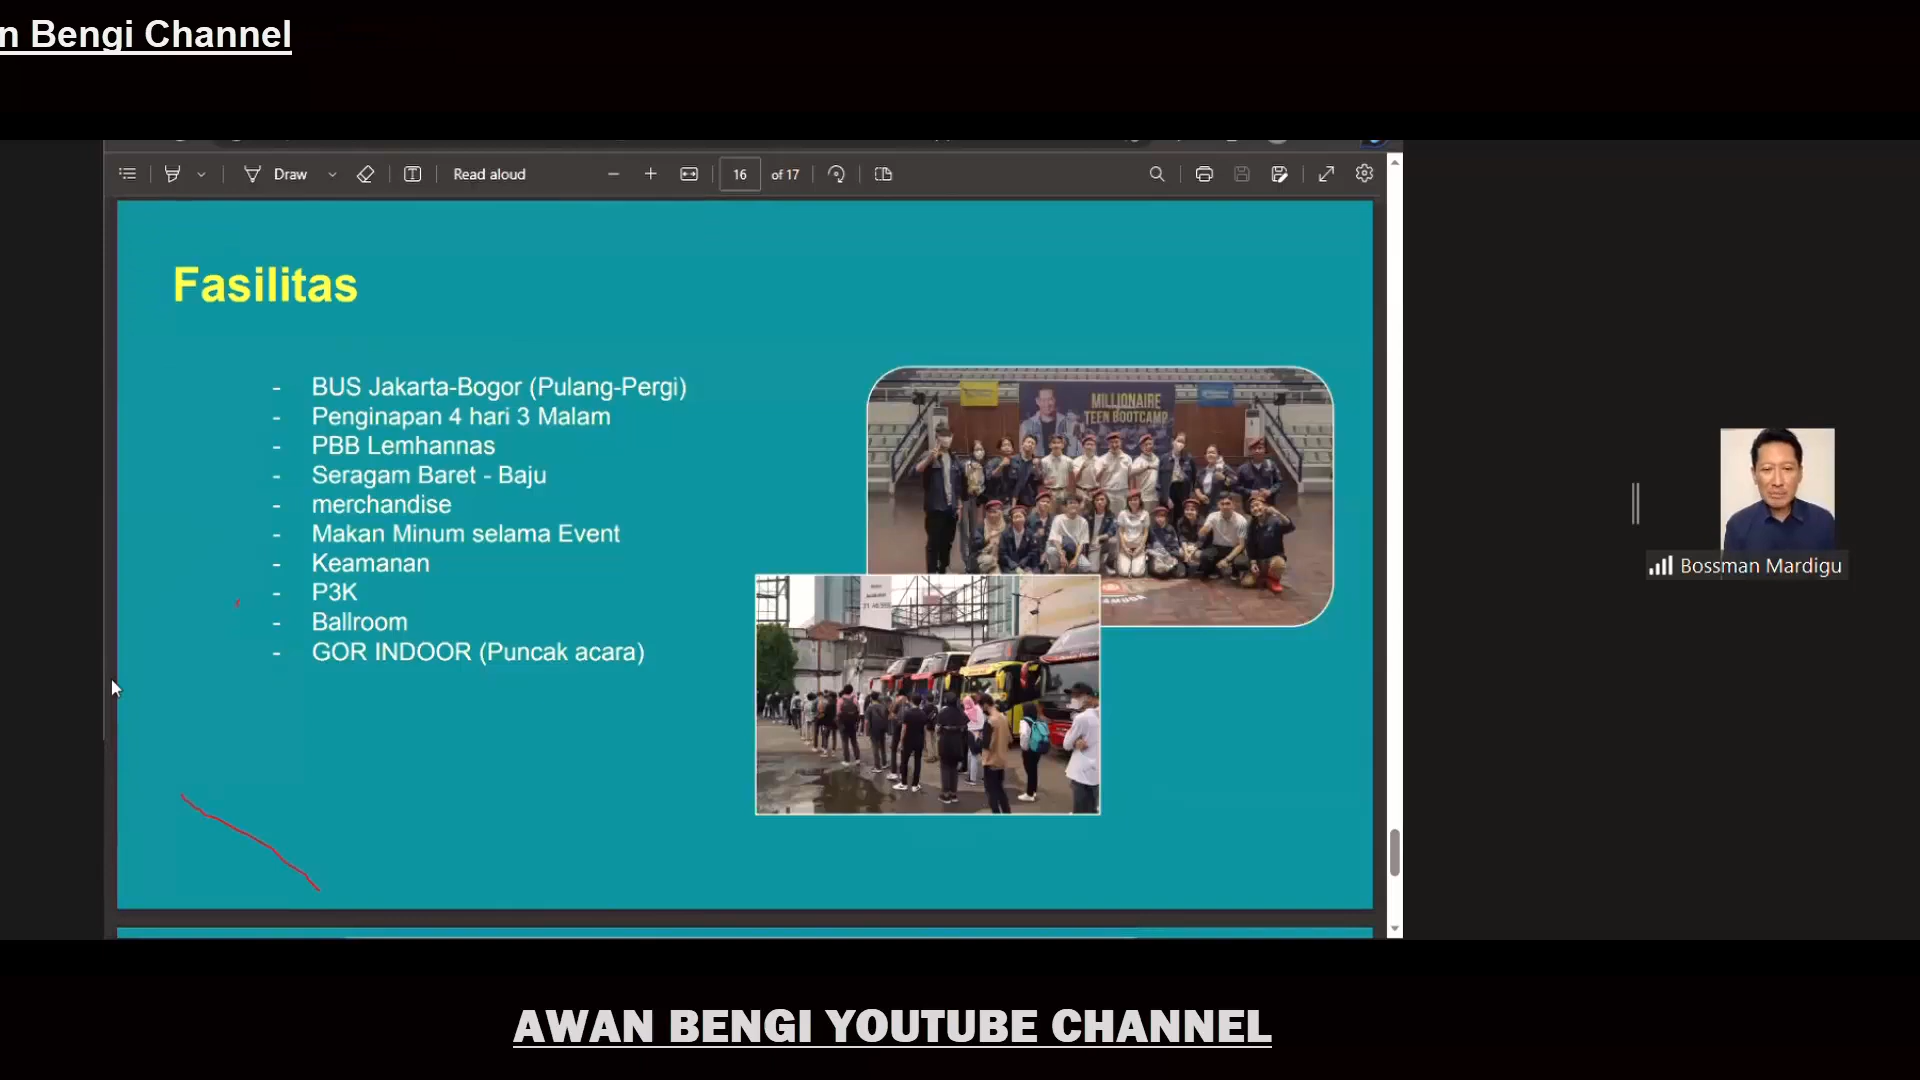 n Bengi Channel
Draw
Read aloud
16 of 17
Fasilitas
- BUS Jakarta-Bogor (Pulang-Pergi)
- Penginapan 4 hari 3 Malam
- PBB Lemhannas
- Seragam Baret - Baju
- merchandise
- Makan Minum selama Event
- Keamanan
- P3K
- Ballroom
- GOR INDOOR (Puncak acara)
MILLIONAIRE
TEEN BOOTCAMP
Bossman Mardigu
AWAN BENGI YOUTUBE CHANNEL